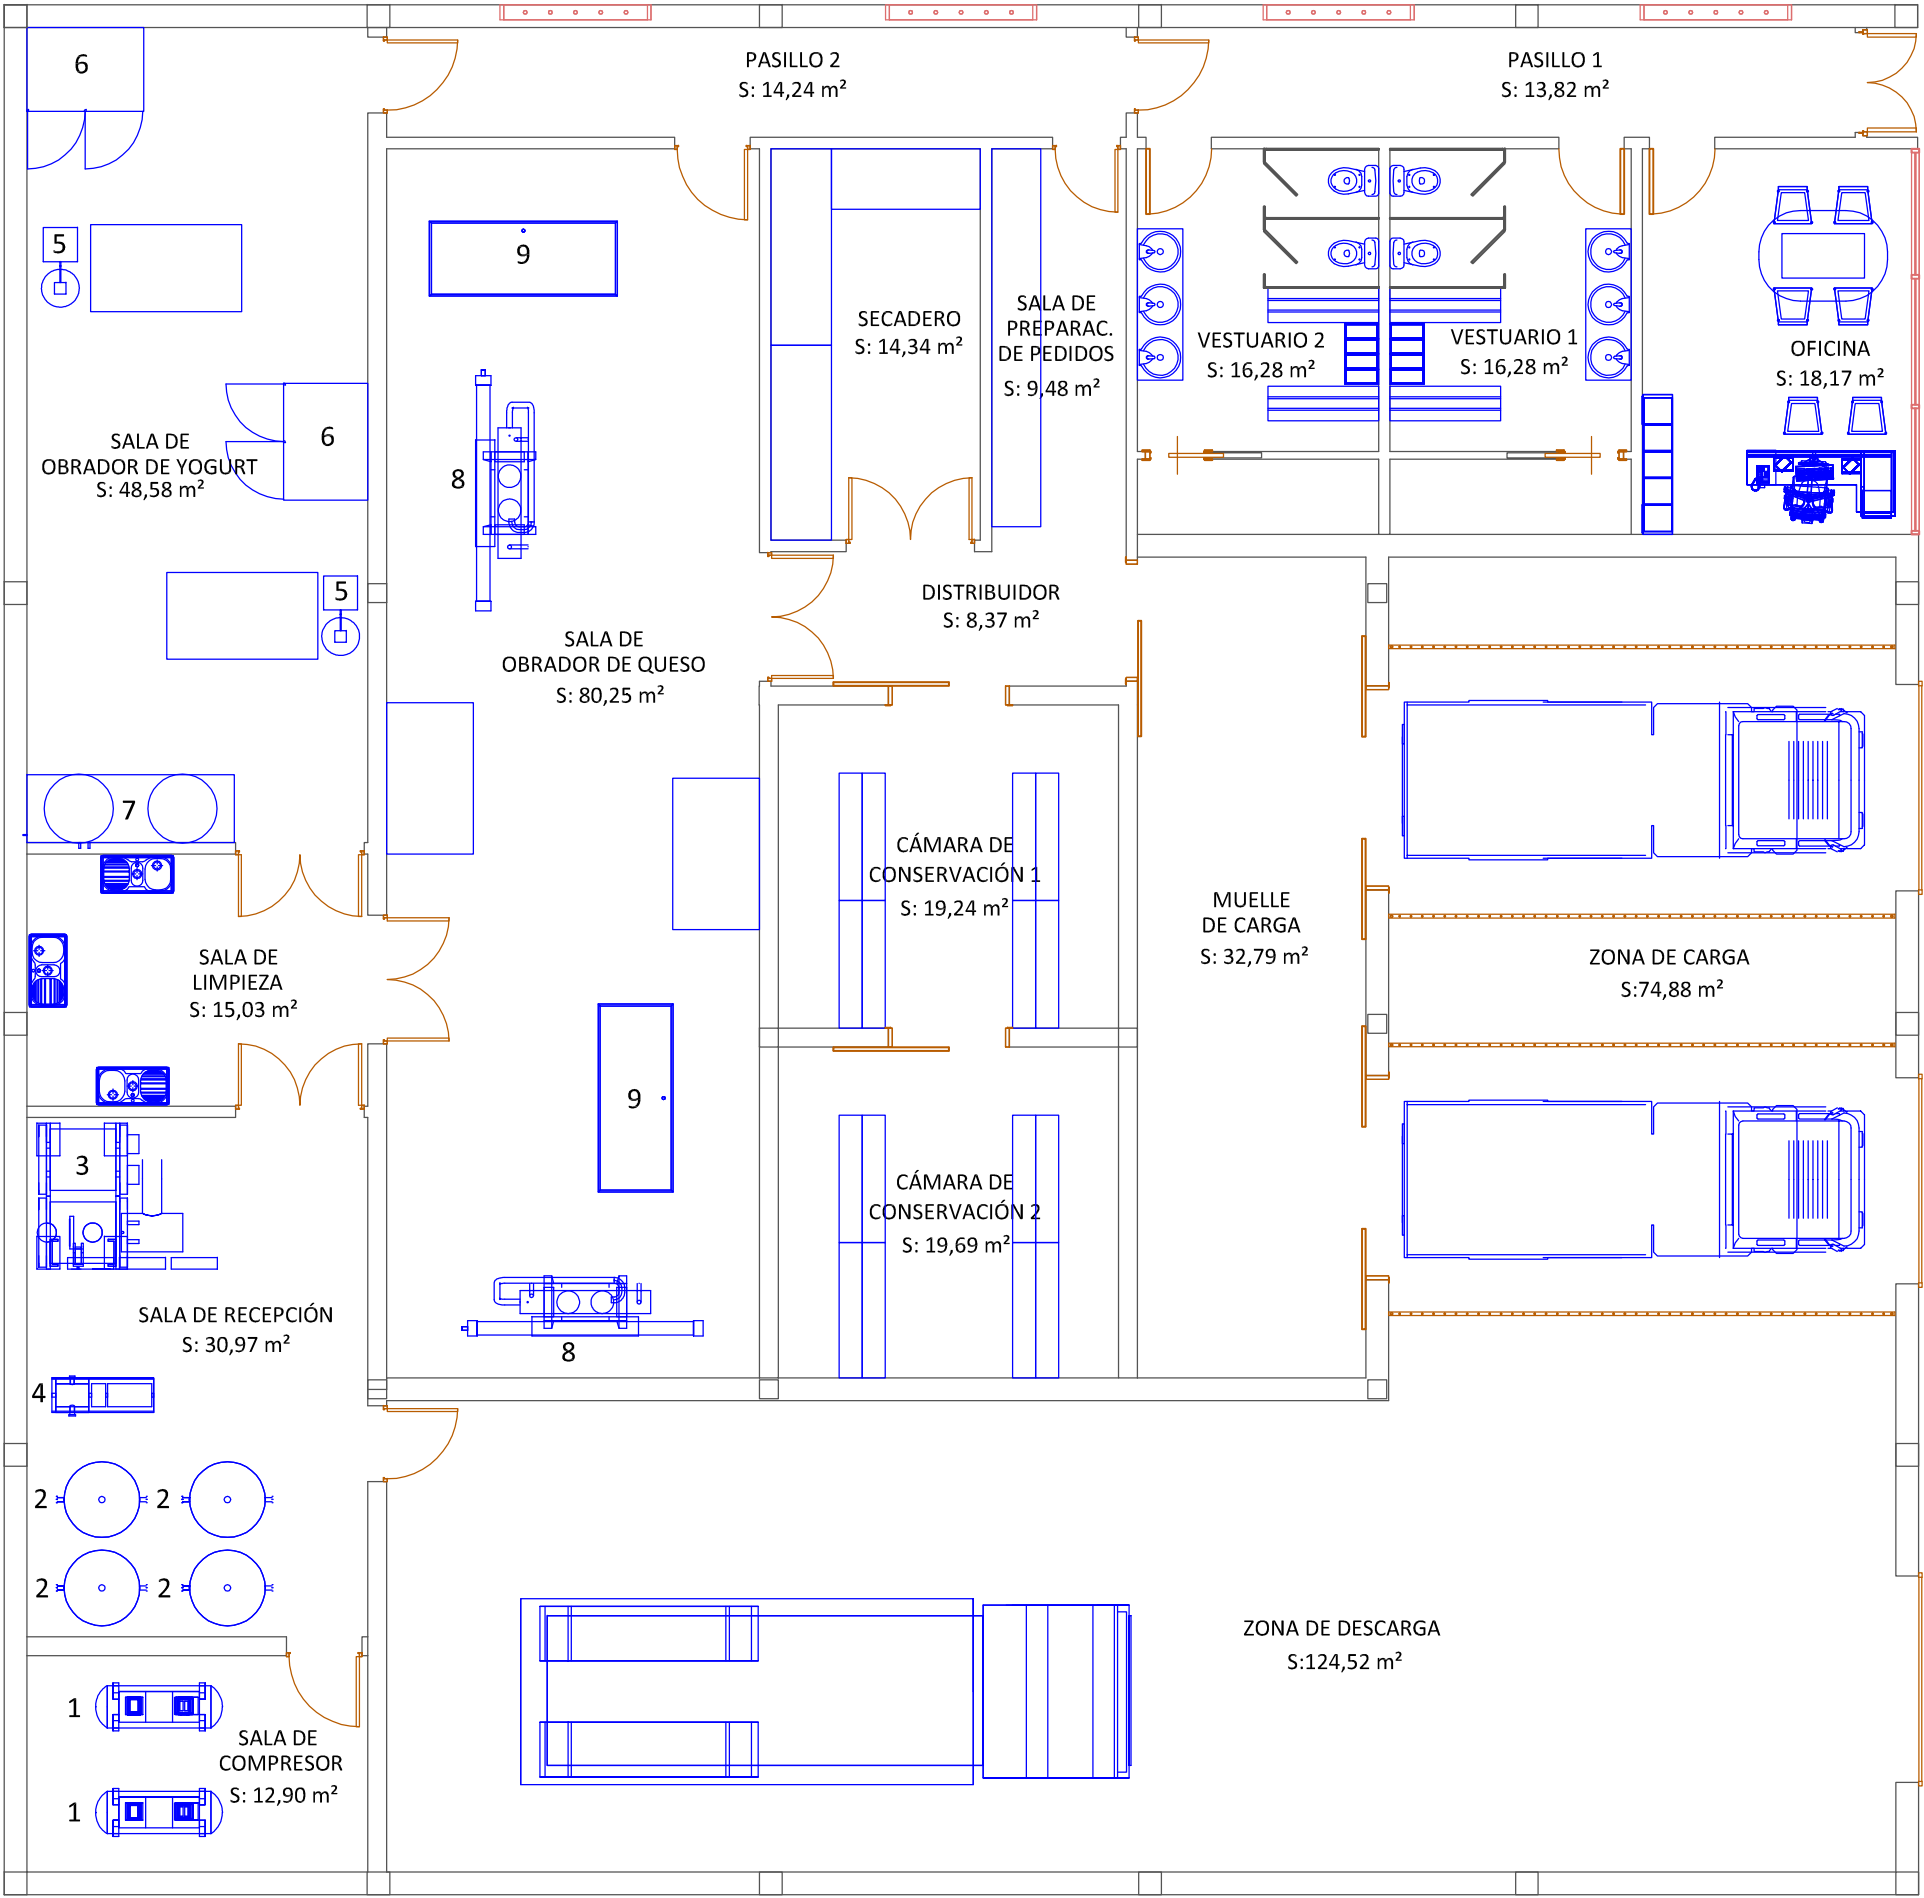 6
PASILLO 2
S: 14,24 m²
PASILLO 1
S: 13,82 m²
5
9
SECADERO
S: 14,34 m²
SALA DE
PREPARAC.
DE PEDIDOS
S: 9,48 m²
VESTUARIO 2
S: 16,28 m²
VESTUARIO 1
S: 16,28 m²
OFICINA
S: 18,17 m²
6
SALA DE
OBRADOR DE YOGURT
S: 48,58 m²
8
5
DISTRIBUIDOR
S: 8,37 m²
SALA DE
OBRADOR DE QUESO
S: 80,25 m²
7
CÁMARA DE
CONSERVACIÓN 1
S: 19,24 m²
MUELLE
DE CARGA
S: 32,79 m²
ZONA DE CARGA
S:74,88 m²
SALA DE
LIMPIEZA
S: 15,03 m²
9
3
CÁMARA DE
CONSERVACIÓN 2
S: 19,69 m²
SALA DE RECEPCIÓN
S: 30,97 m²
8
4
2
2
2
2
ZONA DE DESCARGA
S:124,52 m²
1
SALA DE
COMPRESOR
S: 12,90 m²
1